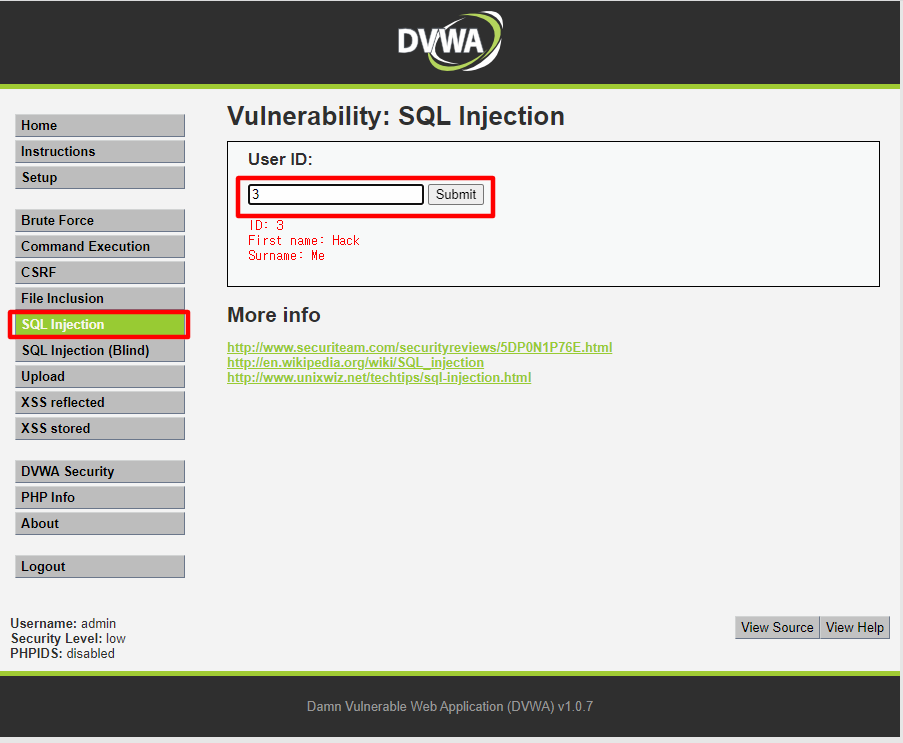 DVWA
Vulnerability: SQL Injection
Home
Instructions
Setup
Brute Force
Command Execution
CSRF
File Inclusion
SQL Injection
SQL Injection (Blind)
Upload
XSS reflected
XSS stored
DVWA Security
PHP Info
About
Logout
User ID:
3 Submit
ID: 3
First name: Hack
Surname: Me
More info
http://www.securiteam.com/securityreviews/5DP0N1P76E.html
http://en.wikipedia.org/wiki/SQL_injection
http://www.unixwiz.net/techtips/sql-injection.html
Username: admin
Security Level: low
PHPIDS: disabled
View Source View Help
Damn Vulnerable Web Application (DVWA) v1.0.7